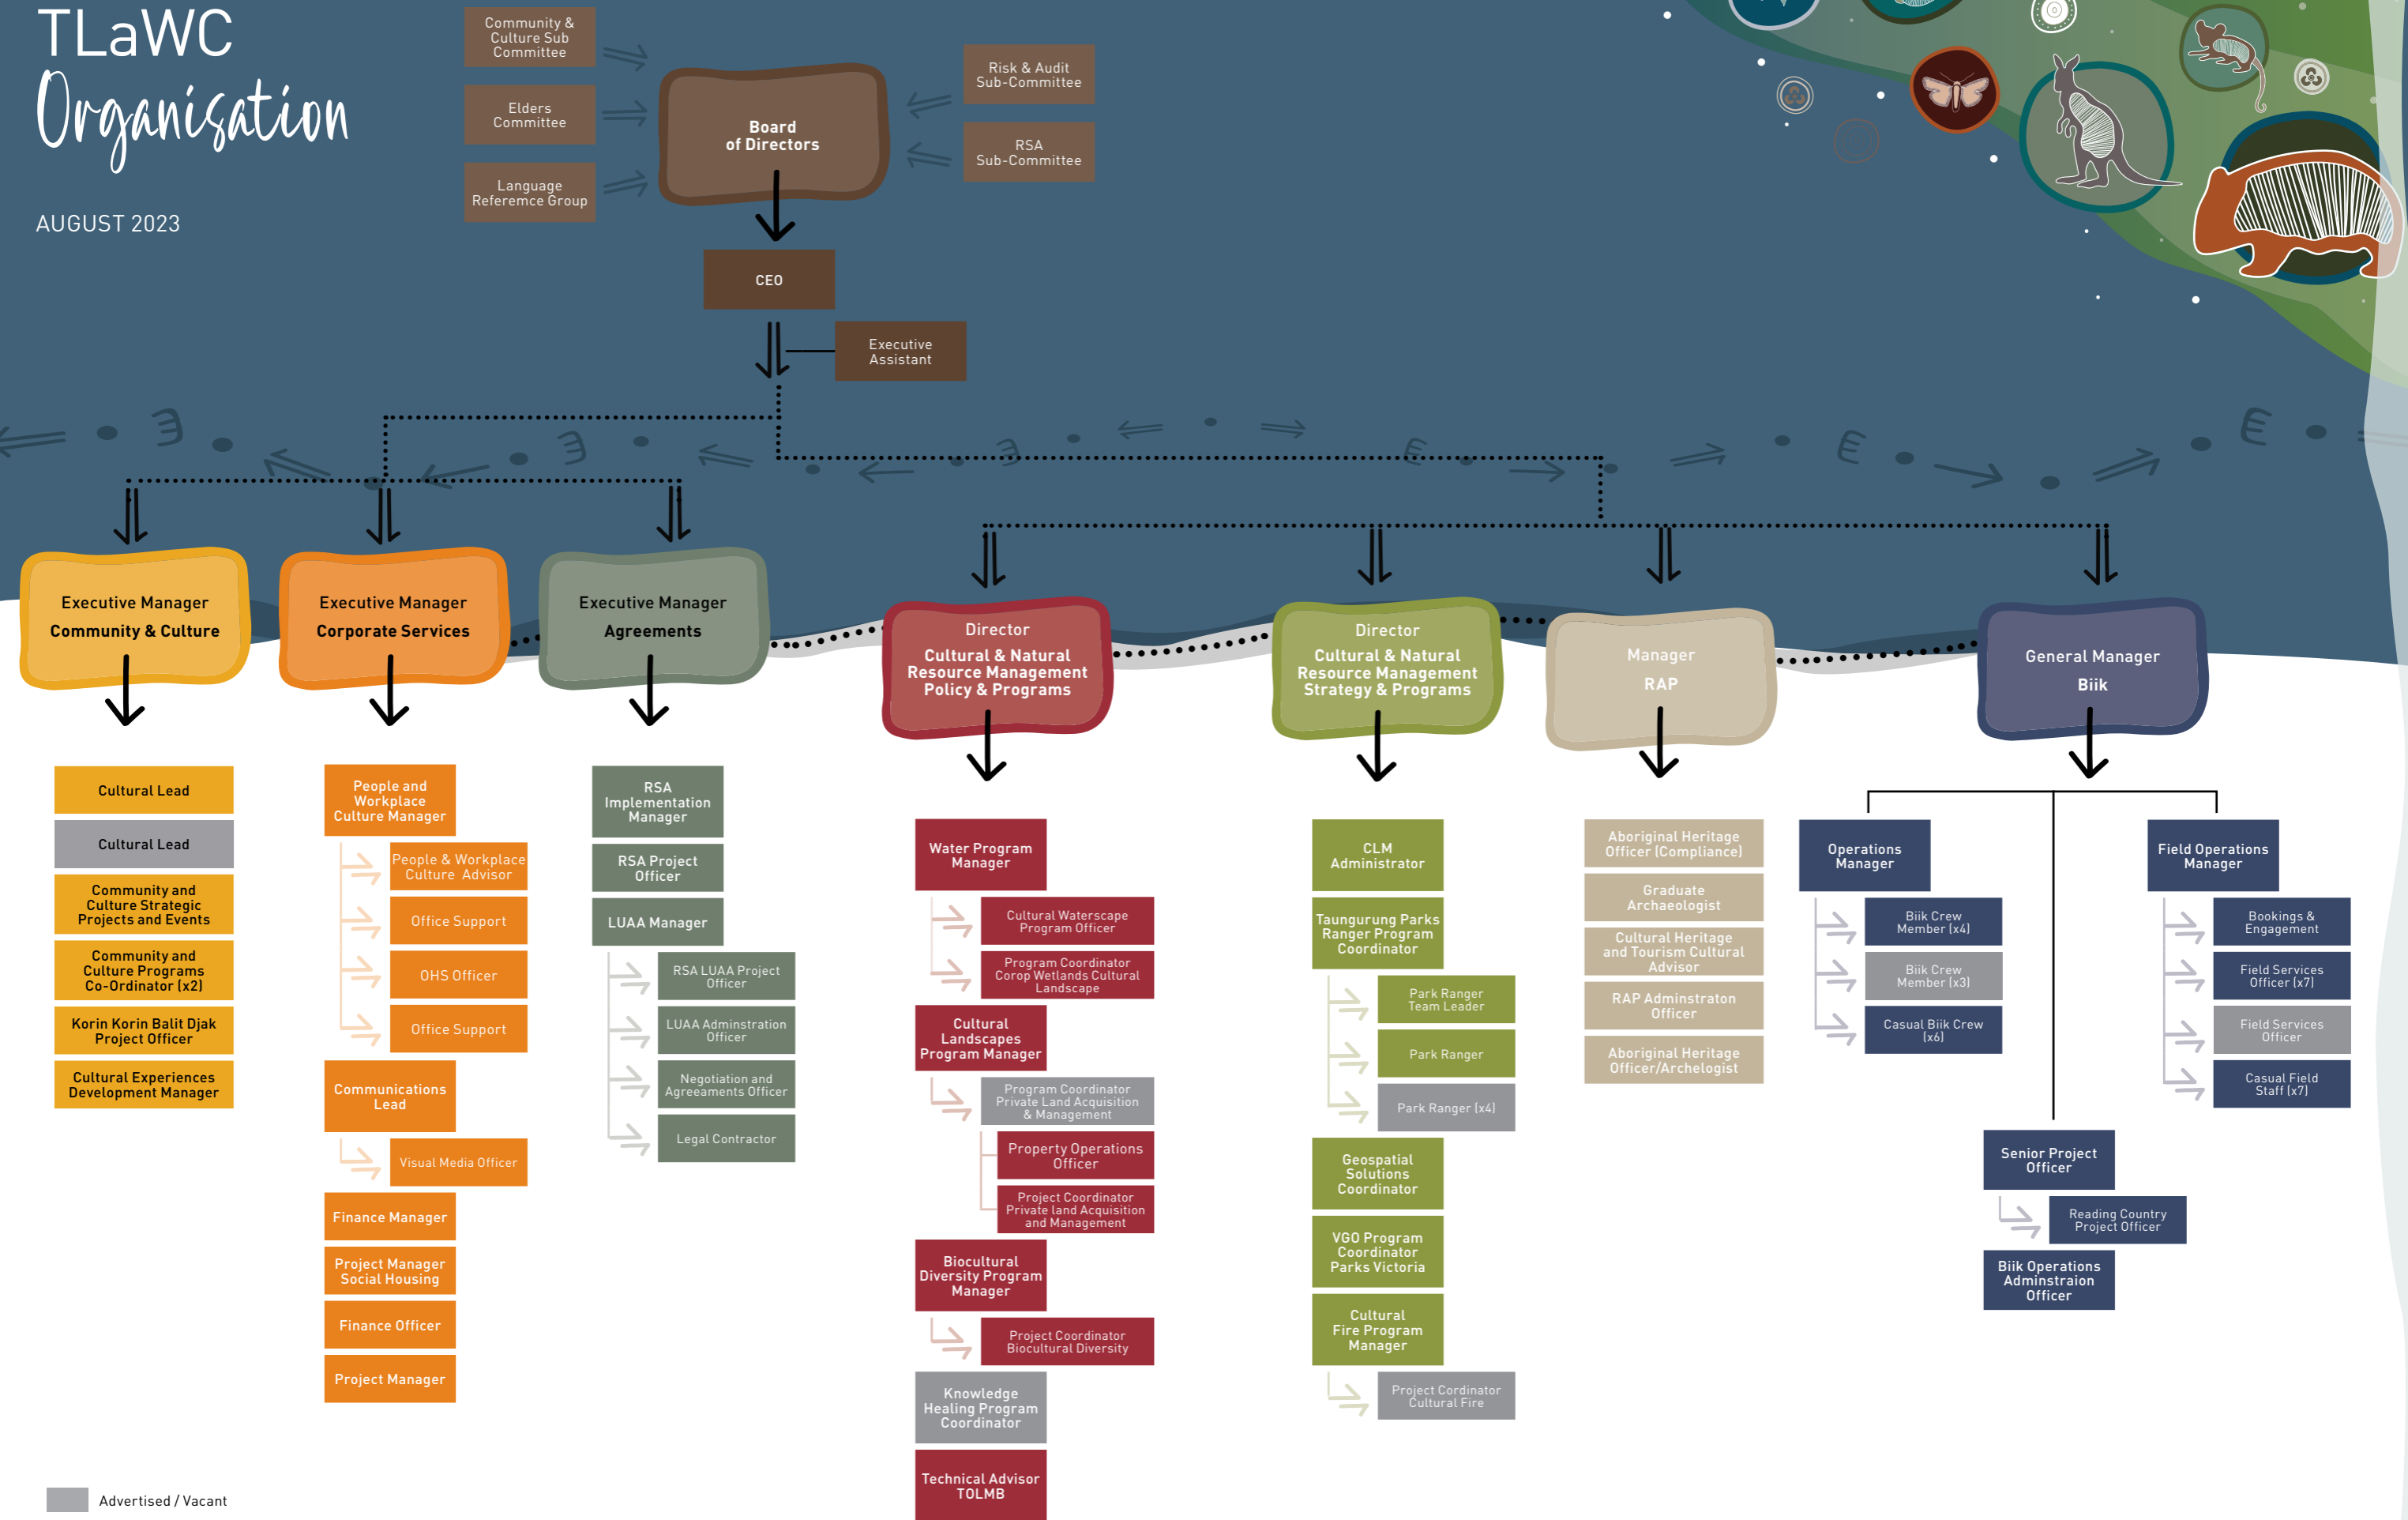 TLaWC
Organisation
AUGUST 2023
Community &
Culture Sub
Committee
Elders
Committee
Language
Referemce Group
Board
of Directors
Risk & Audit
Sub-Committee
RSA
Sub-Committee
CEO
Executive
Assistant
Executive Manager
Community & Culture
Executive Manager
Corporate Services
Executive Manager
Agreements
Director
Cultural & Natural
Resource Management
Policy & Programs
Director
Cultural & Natural
Resource Management
Strategy & Programs
Manager
RAP
General Manager
Biik
Cultural Lead
Cultural Lead
Community and
Culture Strategic
Projects and Events
Community and
Culture Programs
Co-Ordinator (x2)
Korin Korin Balit Djak
Project Officer
Cultural Experiences
Development Manager
People and
Workplace
Culture Manager
People & Workplace
Culture Advisor
Office Support
OHS Officer
Office Support
Communications
Lead
Visual Media Officer
Finance Manager
Project Manager
Social Housing
Finance Officer
Project Manager
RSA
Implementation
Manager
RSA Project
Officer
LUAA Manager
RSA LUAA Project
Officer
LUAA Adminstration
Officer
Negotiation and
Agreeaments Officer
Legal Contractor
Water Program
Manager
Cultural Waterscape
Program Officer
Program Coordinator
Corop Wetlands Cultural
Landscape
Cultural
Landscapes
Program Manager
Program Coordinator
Private Land Acquisition
& Management
Property Operations
Officer
Project Coordinator
Private land Acquisition
and Management
Biocultural
Diversity Program
Manager
Project Coordinator
Biocultural Diversity
Knowledge
Healing Program
Coordinator
Technical Advisor
TOLMB
CLM
Administrator
Taungurung Parks
Ranger Program
Coordinator
Park Ranger
Team Leader
Park Ranger
Park Ranger (x4)
Geospatial
Solutions
Coordinator
VGO Program
Coordinator
Parks Victoria
Cultural
Fire Program
Manager
Project Cordinator
Cultural Fire
Aboriginal Heritage
Officer (Compliance)
Graduate
Archaeologist
Cultural Heritage
and Tourism Cultural
Advisor
RAP Adminstraton
Officer
Aboriginal Heritage
Officer/Archelogist
Operations
Manager
Biik Crew
Member (x4)
Biik Crew
Member (x3)
Casual Biik Crew
(x6)
Senior Project
Officer
Reading Country
Project Officer
Biik Operations
Adminstraion
Officer
Field Operations
Manager
Bookings &
Engagement
Field Services
Officer (x7)
Field Services
Officer
Casual Field
Staff (x7)
Advertised / Vacant